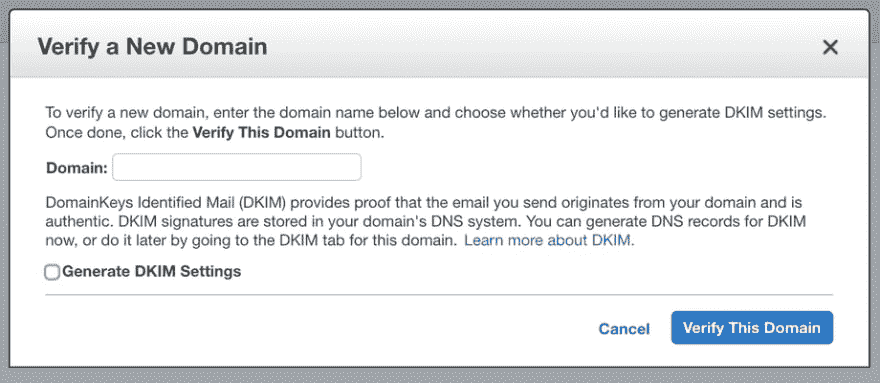 Verify a New Domain
To verify a new domain, enter the domain name below and choose whether you'd like to generate DKIM settings.
Once done, click the Verify This Domain button.
Domain:
DomainKeys Identified Mail (DKIM) provides proof that the email you send originates from your domain and is
authentic. DKIM signatures are stored in your domain's DNS system. You can generate DNS records for DKIM
now, or do it later by going to the DKIM tab for this domain. Learn more about DKIM.
Generate DKIM Settings
Cancel Verify This Domain